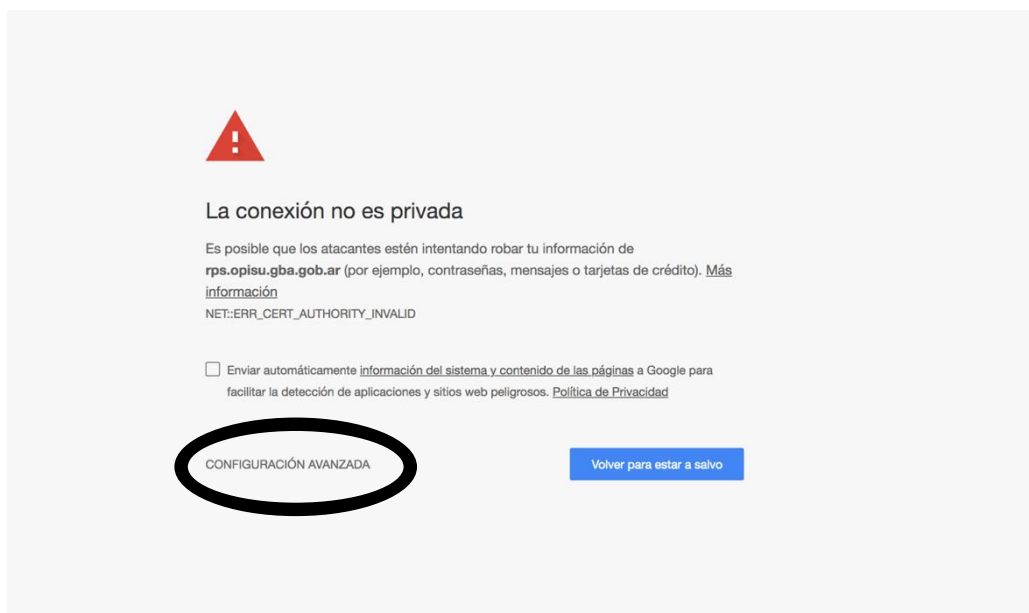 La conexión no es privada
Es posible que los atacantes estén intentando robar tu información de
rps.opisu.gba.gob.ar (por ejemplo, contraseñas, mensajes o tarjetas de crédito). Más
información
NET::ERR_CERT_AUTHORITY_INVALID
Enviar automáticamente información del sistema y contenido de las páginas a Google para
facilitar la detección de aplicaciones y sitios web peligrosos. Política de Privacidad
CONFIGURACIÓN AVANZADA
Volver para estar a salvo